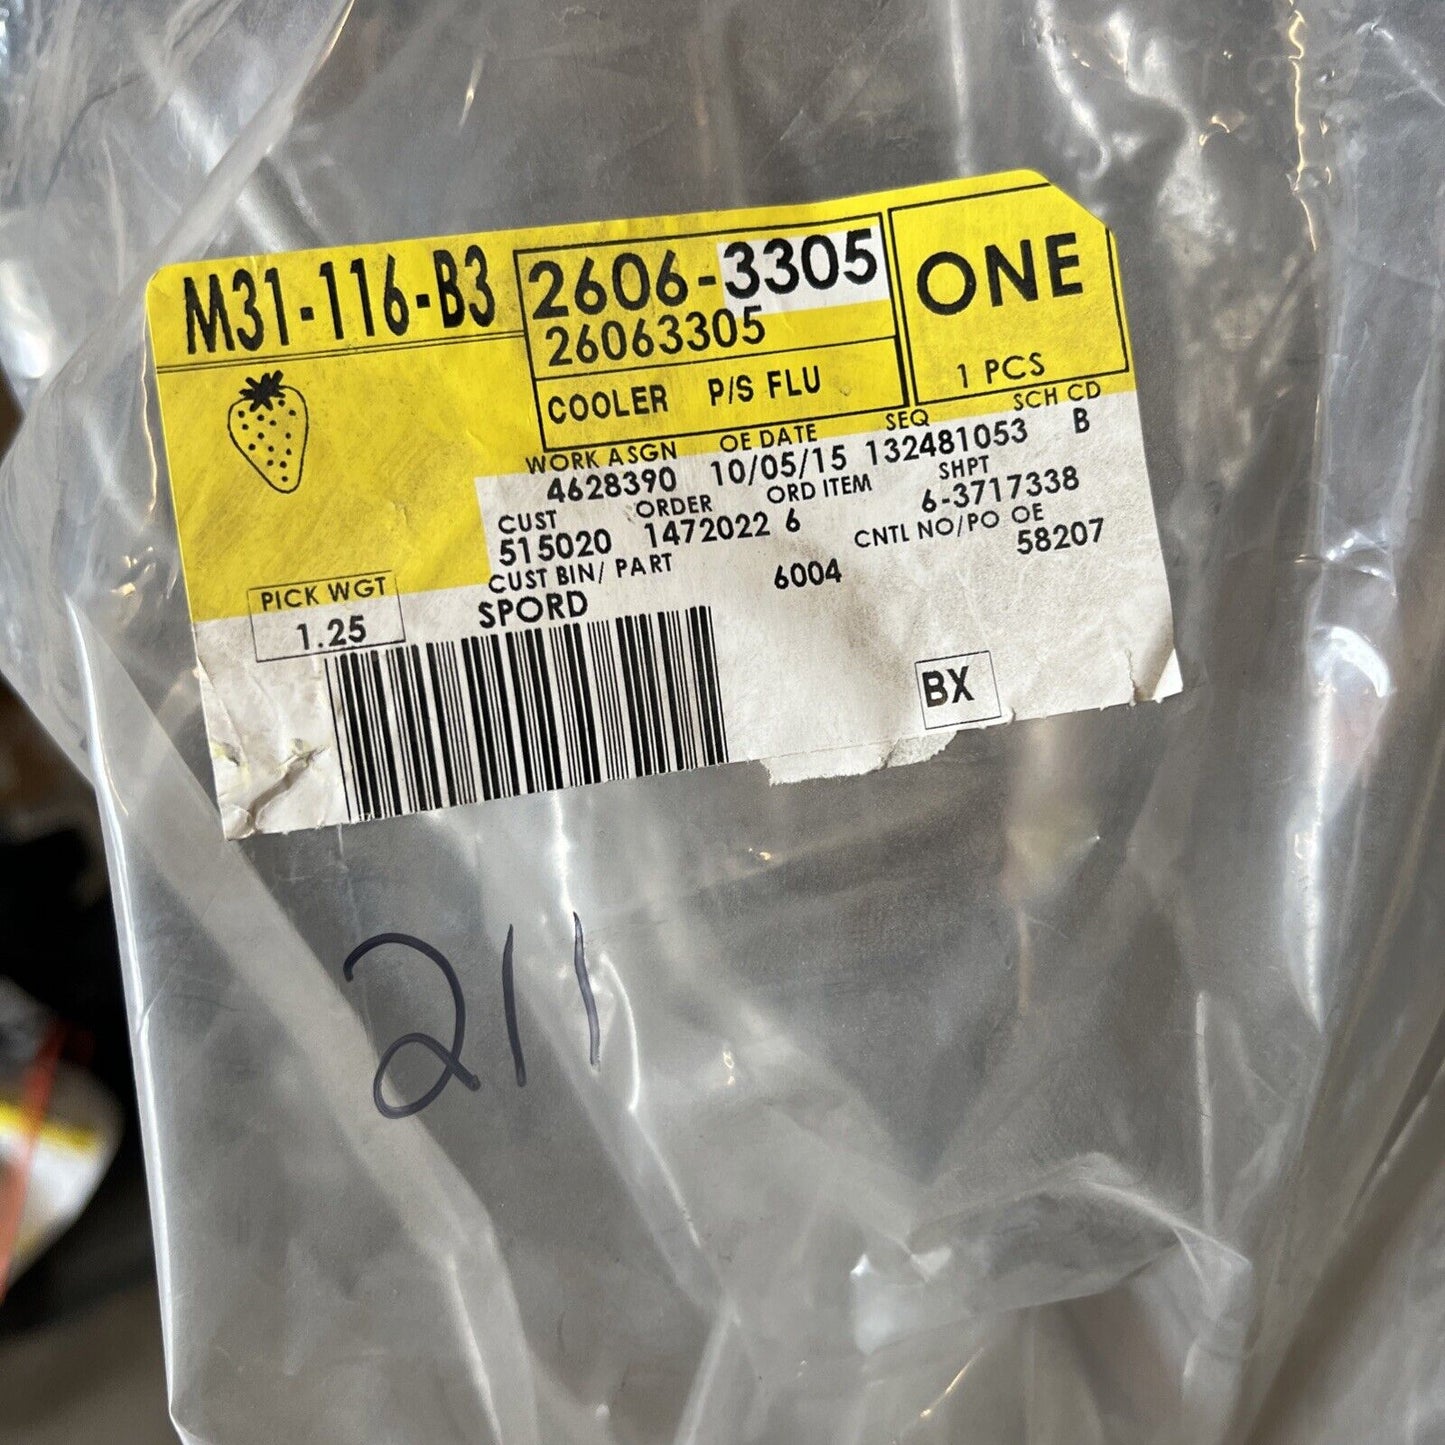 M31-116-B3
2606-3305
26063305
COOLER P/S FLU
ONE
1 PCS
WORK ASGN OE DATE SEQ SCH CD
4628390 10/05/15 132481053 B
CUST ORDER ORD ITEM SHPT
515020 1472022 6 6-3717338
CUST BIN/ PART CNTL NO/PO OE
SPORD 6004 58207
PICK WGT
1.25
BX
211